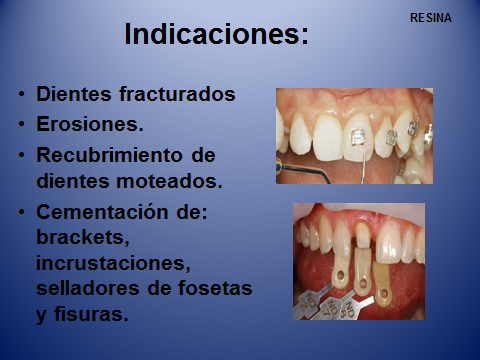 RESINA
Indicaciones:
• Dientes fracturados
• Erosiones.
• Recubrimiento de
dientes moteados.
• Cementación de:
brackets,
incrustaciones,
selladores de fosetas
y fisuras.